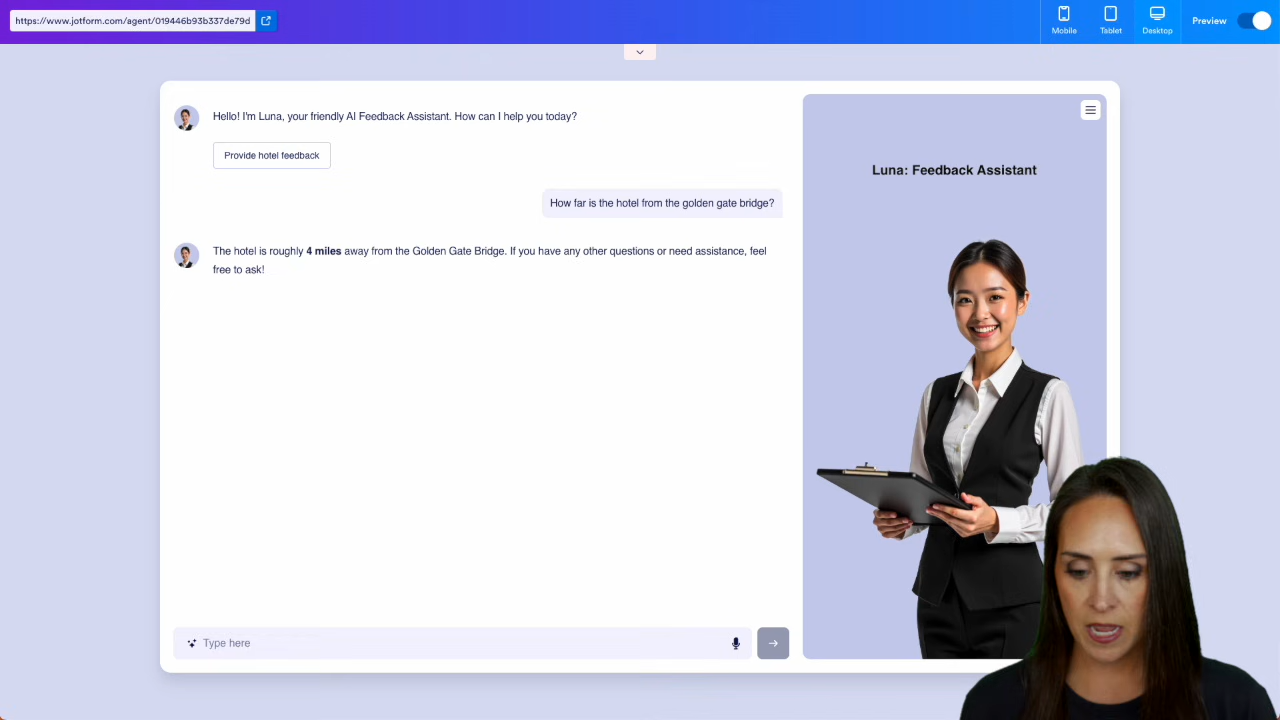 https://www.jotform.com/agent/019446b93b337de79d
Mobile
Tablet
Desktop
Preview
Hello! I'm Luna, your friendly AI Feedback Assistant. How can I help you today?
Provide hotel feedback
How far is the hotel from the golden gate bridge?
The hotel is roughly 4 miles away from the Golden Gate Bridge. If you have any other questions or need assistance, feel
free to ask!
Type here
Luna: Feedback Assistant